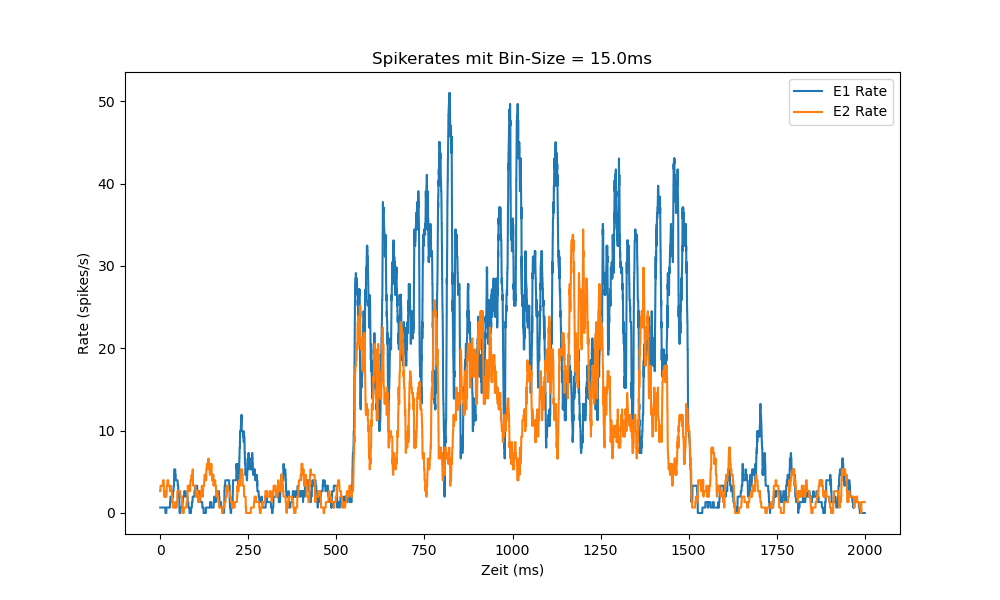 Spikerates mit Bin-Size = 15.0ms
E1 Rate
E2 Rate
50
40
30
20
10
0
Rate (spikes/s)
0 250 500 750 1000 1250 1500 1750 2000
Zeit (ms)